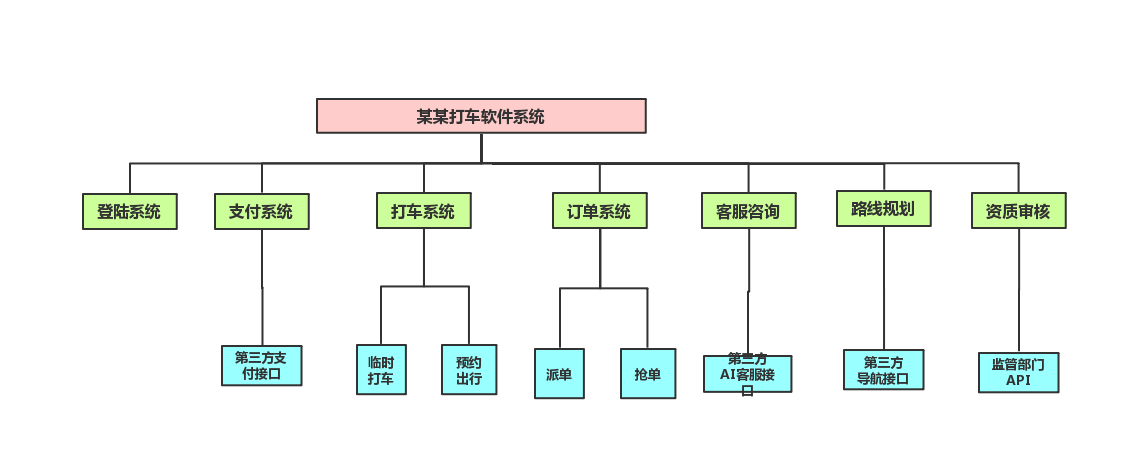 某某打车软件系统
登陆系统
支付系统
打车系统
订单系统
客服咨询
路线规划
资质审核
第三方支
付接口
临时
打车
预约
出行
派单
抢单
第三方
AI客服接
口
第三方
导航接口
监管部门
API